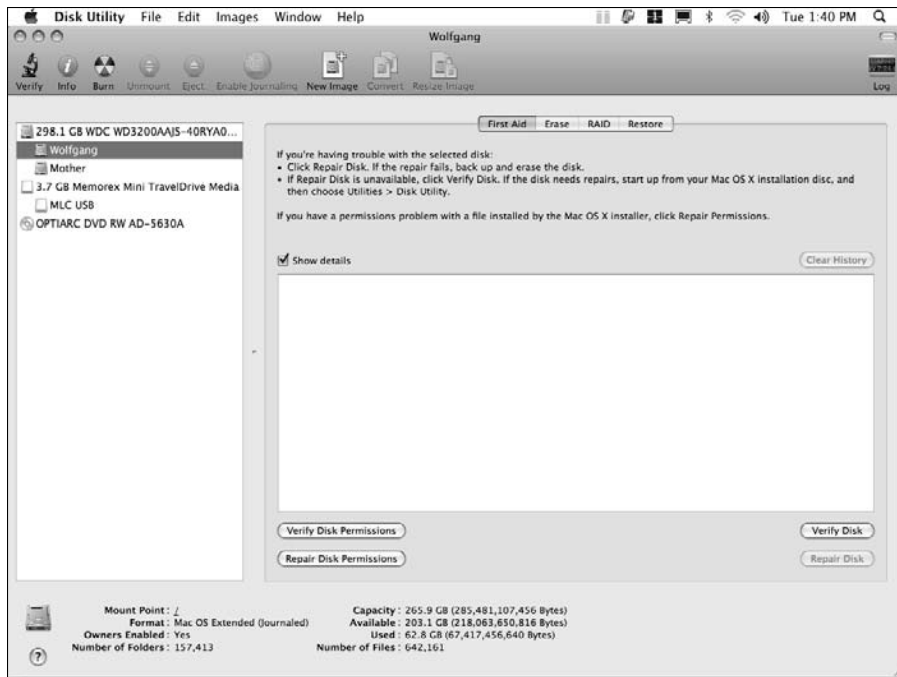 Disk Utility File Edit Images Window Help Tue 1:40 PM
Wolfgang
Verify Info Burn Unmount Eject Enable Journaling New Image Convert Resize Image Log
298.1 GB WDC WD3200AAJS-40RYA0...
Wolfgang
Mother
3.7 GB Memorex Mini TravelDrive Media
MLC USB
OPTIARC DVD RW AD-5630A
First Aid Erase RAID Restore
If you're having trouble with the selected disk:
• Click Repair Disk. If the repair fails, back up and erase the disk.
• If Repair Disk is unavailable, click Verify Disk. If the disk needs repairs, start up from your Mac OS X installation disc, and
then choose Utilities > Disk Utility.
If you have a permissions problem with a file installed by the Mac OS X installer, click Repair Permissions.
Show details Clear History
Verify Disk Permissions Verify Disk
Repair Disk Permissions Repair Disk
Mount Point : / Capacity : 265.9 GB (285,481,107,456 Bytes)
Format : Mac OS Extended (Journaled) Available : 203.1 GB (218,063,650,816 Bytes)
Owners Enabled : Yes Used : 62.8 GB (67,417,456,640 Bytes)
Number of Folders : 157,413 Number of Files : 642,161
?